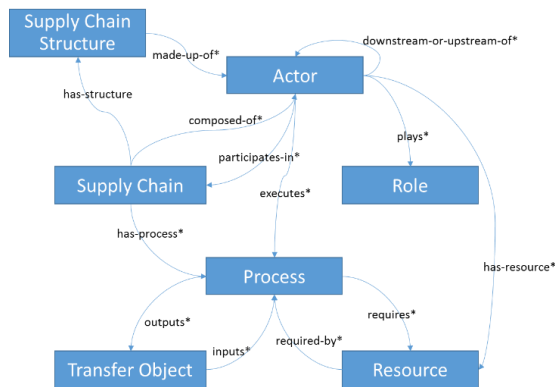 Supply Chain
Structure
made-up-of*
downstream-or-upstream-of*
Actor
has-structure
composed-of*
plays*
participates-in*
Supply Chain
executes*
Role
has-process*
has-resource*
Process
outputs*
inputs*
required-by*
requires*
Transfer Object
Resource